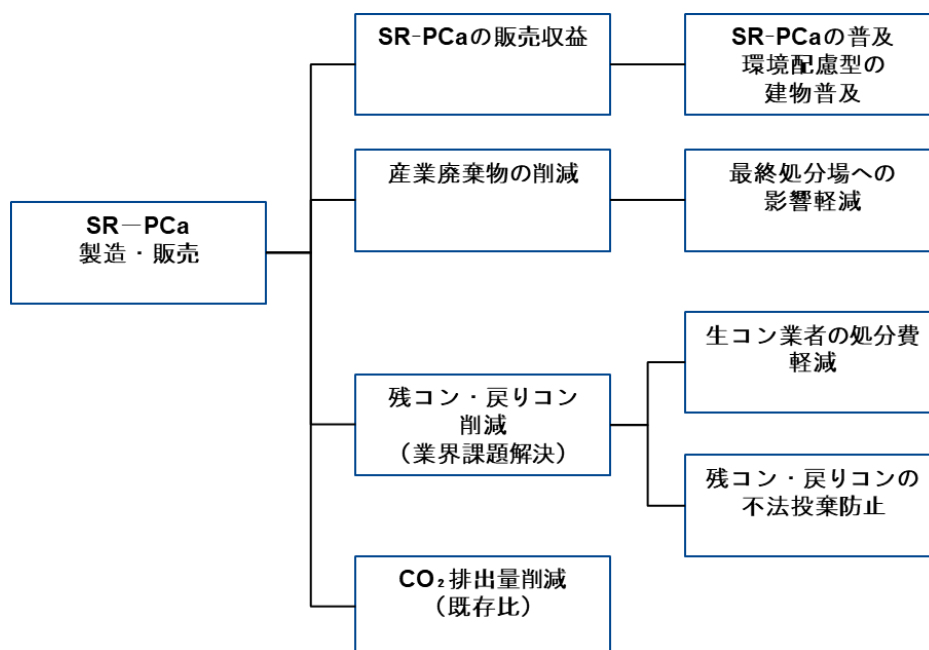 SR-PCaの販売収益
SR-PCaの普及
環境配慮型の
建物普及
産業廃棄物の削減
最終処分場への
影響軽減
SR－PCa
製造・販売
生コン業者の処分費
軽減
残コン・戻りコン
削減
（業界課題解決）
残コン・戻りコンの
不法投棄防止
CO₂排出量削減
（既存比）